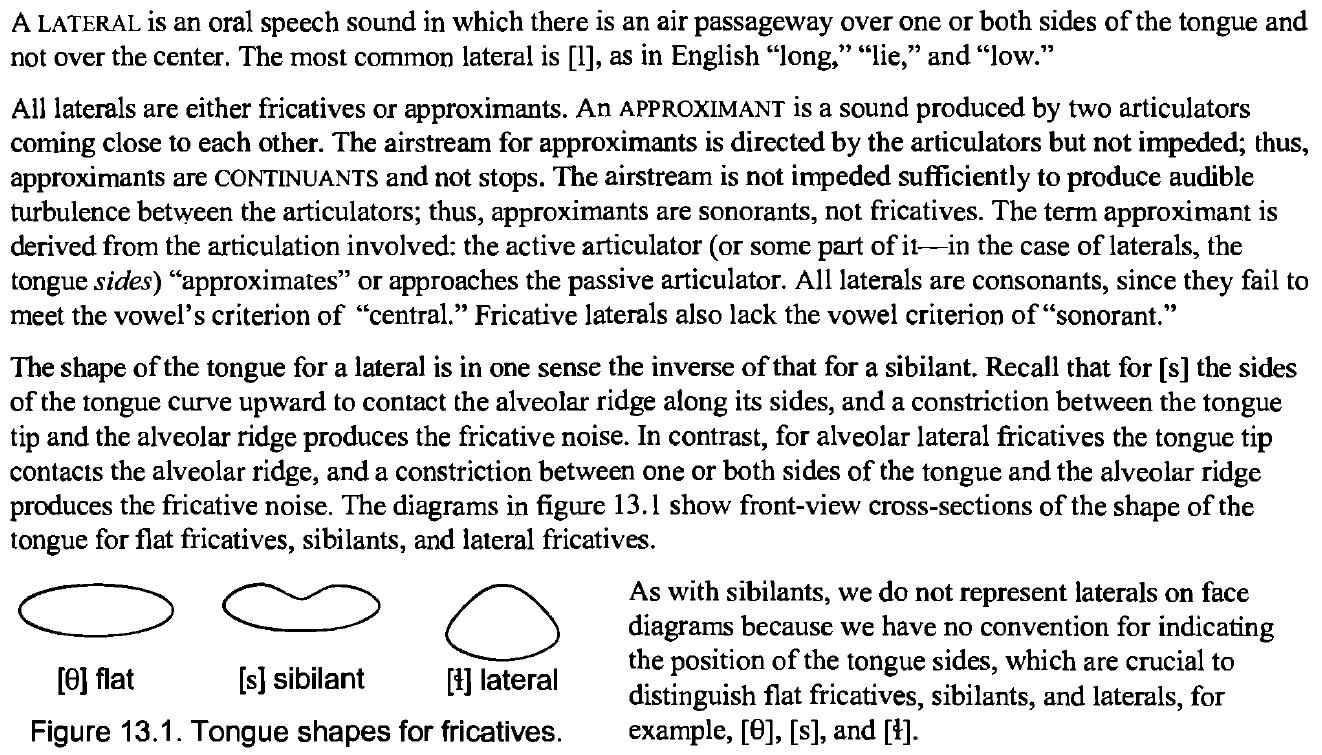 A LATERAL is an oral speech sound in which there is an air passageway over one or both sides of the tongue and
not over the center. The most common lateral is [l], as in English “long,” “lie,” and “low.”
All laterals are either fricatives or approximants. An APPROXIMANT is a sound produced by two articulators
coming close to each other. The airstream for approximants is directed by the articulators but not impeded; thus,
approximants are CONTINUANTS and not stops. The airstream is not impeded sufficiently to produce audible
turbulence between the articulators; thus, approximants are sonorants, not fricatives. The term approximant is
derived from the articulation involved: the active articulator (or some part of it—in the case of laterals, the
tongue sides) “approximates” or approaches the passive articulator. All laterals are consonants, since they fail to
meet the vowel’s criterion of “central.” Fricative laterals also lack the vowel criterion of “sonorant.”
The shape of the tongue for a lateral is in one sense the inverse of that for a sibilant. Recall that for [s] the sides
of the tongue curve upward to contact the alveolar ridge along its sides, and a constriction between the tongue
tip and the alveolar ridge produces the fricative noise. In contrast, for alveolar lateral fricatives the tongue tip
contacts the alveolar ridge, and a constriction between one or both sides of the tongue and the alveolar ridge
produces the fricative noise. The diagrams in figure 13.1 show front-view cross-sections of the shape of the
tongue for flat fricatives, sibilants, and lateral fricatives.
[θ] flat [s] sibilant [ɬ] lateral
Figure 13.1. Tongue shapes for fricatives.
As with sibilants, we do not represent laterals on face
diagrams because we have no convention for indicating
the position of the tongue sides, which are crucial to
distinguish flat fricatives, sibilants, and laterals, for
example, [θ], [s], and [ɬ].